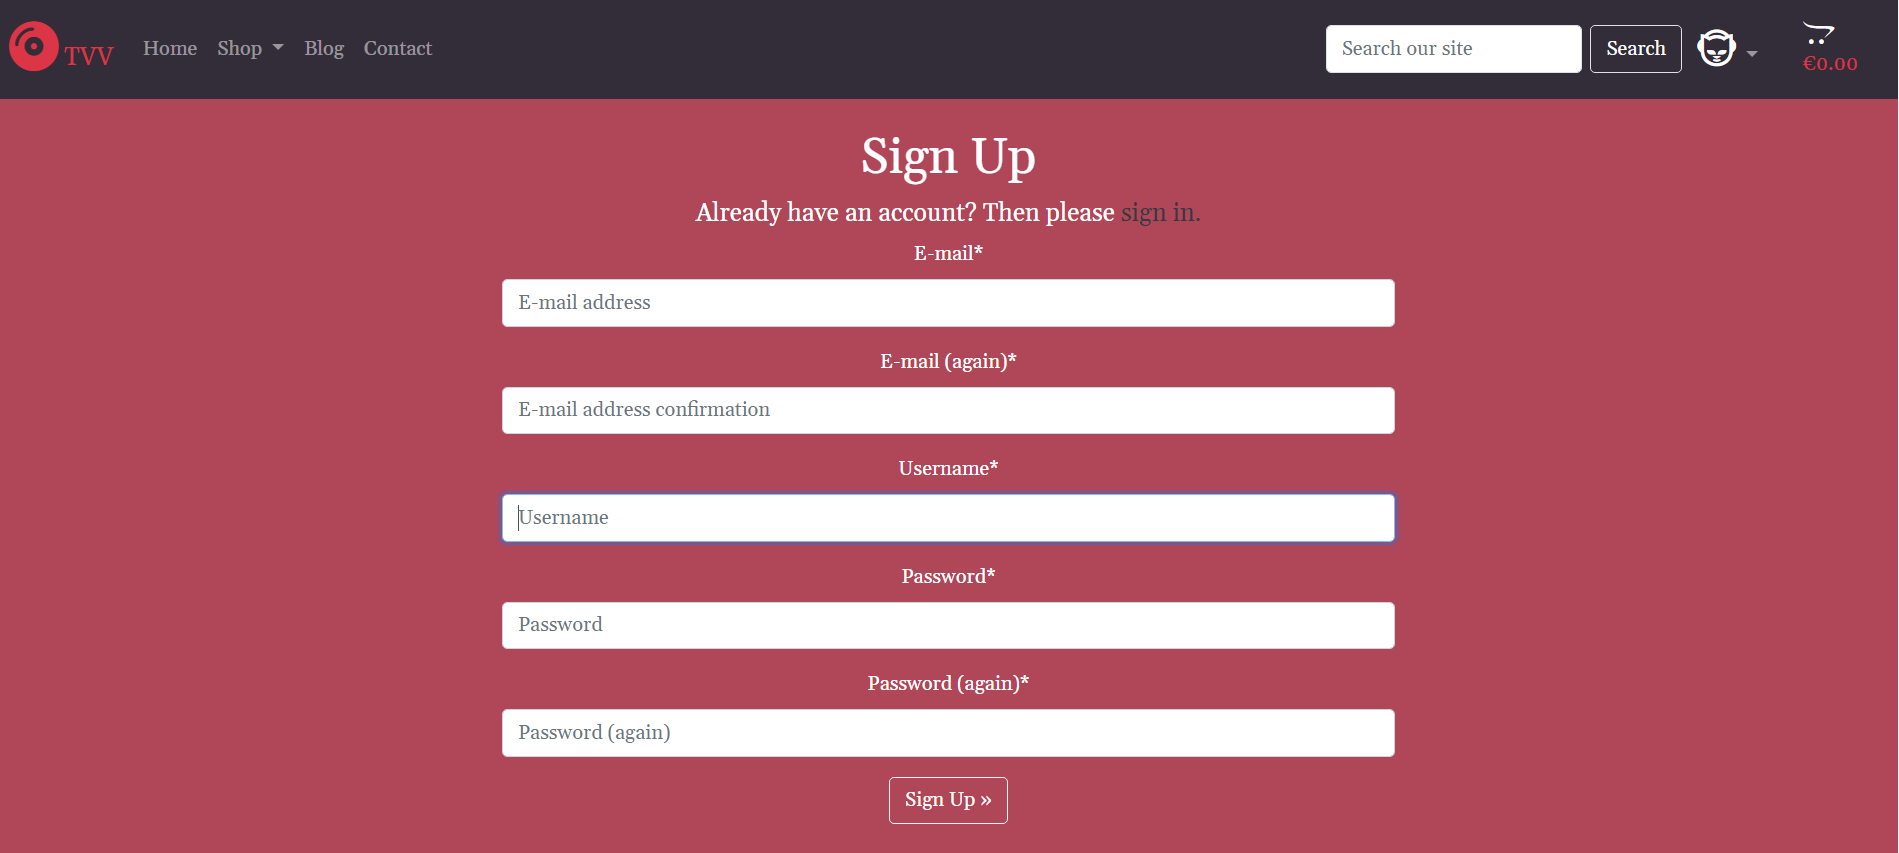 TVV Home Shop Blog Contact Search our site Search
€0.00
Sign Up
Already have an account? Then please sign in.
E-mail*
E-mail address
E-mail (again)*
E-mail address confirmation
Username*
Username
Password*
Password
Password (again)*
Password (again)
Sign Up »